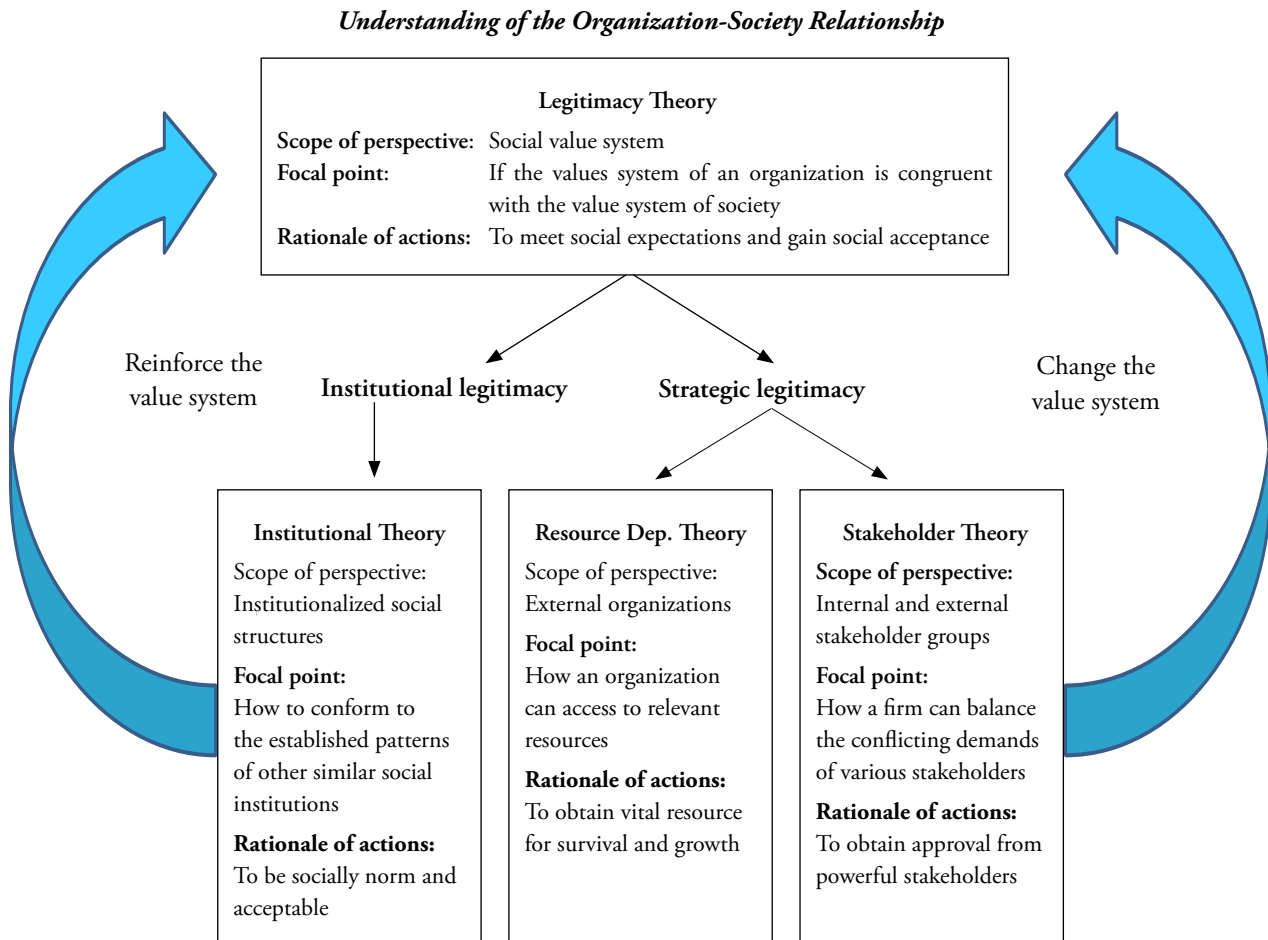 Understanding of the Organization-Society Relationship
Legitimacy Theory
Scope of perspective: Social value system
Focal point: If the values system of an organization is congruent
with the value system of society
Rationale of actions: To meet social expectations and gain social acceptance
Reinforce the
value system
Change the
value system
Institutional legitimacy
Strategic legitimacy
Institutional Theory
Scope of perspective:
Institutionalized social
structures
Focal point:
How to conform to
the established patterns
of other similar social
institutions
Rationale of actions:
To be socially norm and
acceptable
Resource Dep. Theory
Scope of perspective:
External organizations
Focal point:
How an organization
can access to relevant
resources
Rationale of actions:
To obtain vital resource
for survival and growth
Stakeholder Theory
Scope of perspective:
Internal and external
stakeholder groups
Focal point:
How a firm can balance
the conflicting demands
of various stakeholders
Rationale of actions:
To obtain approval from
powerful stakeholders